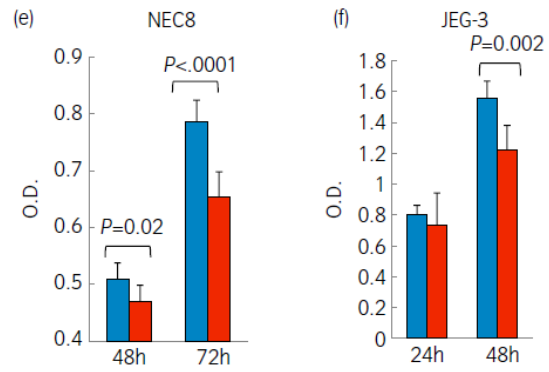 (e) NEC8
O.D.
0.9
0.8
0.7
0.6
0.5
0.4
P=0.02
P<.0001
48h 72h
(f) JEG-3
O.D.
1.8
1.6
1.4
1.2
1
0.8
0.6
0.4
0.2
0
P=0.002
24h 48h